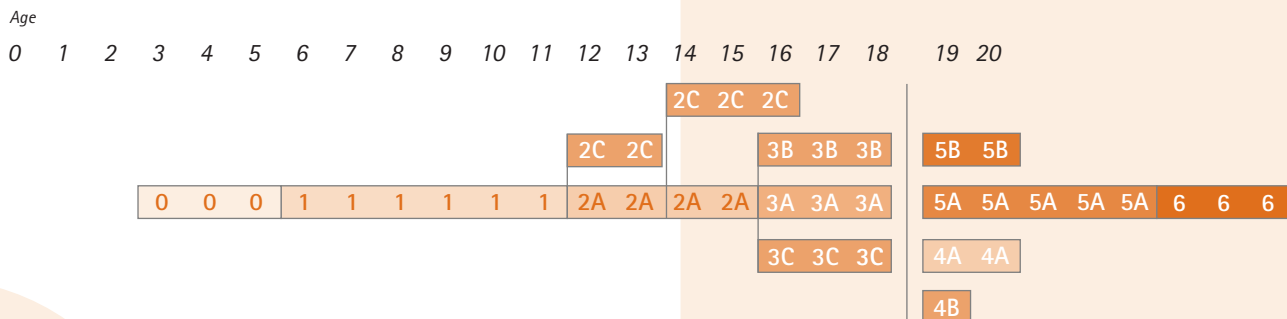 Age
0 1 2 3 4 5 6 7 8 9 10 11 12 13 14 15 16 17 18 19 20
2C 2C 2C
2C 2C 3B 3B 3B 5B 5B
0 0 0 1 1 1 1 1 1 2A 2A 2A 2A 3A 3A 3A 5A 5A 5A 5A 5A 6 6 6
3C 3C 3C 4A 4A
4B